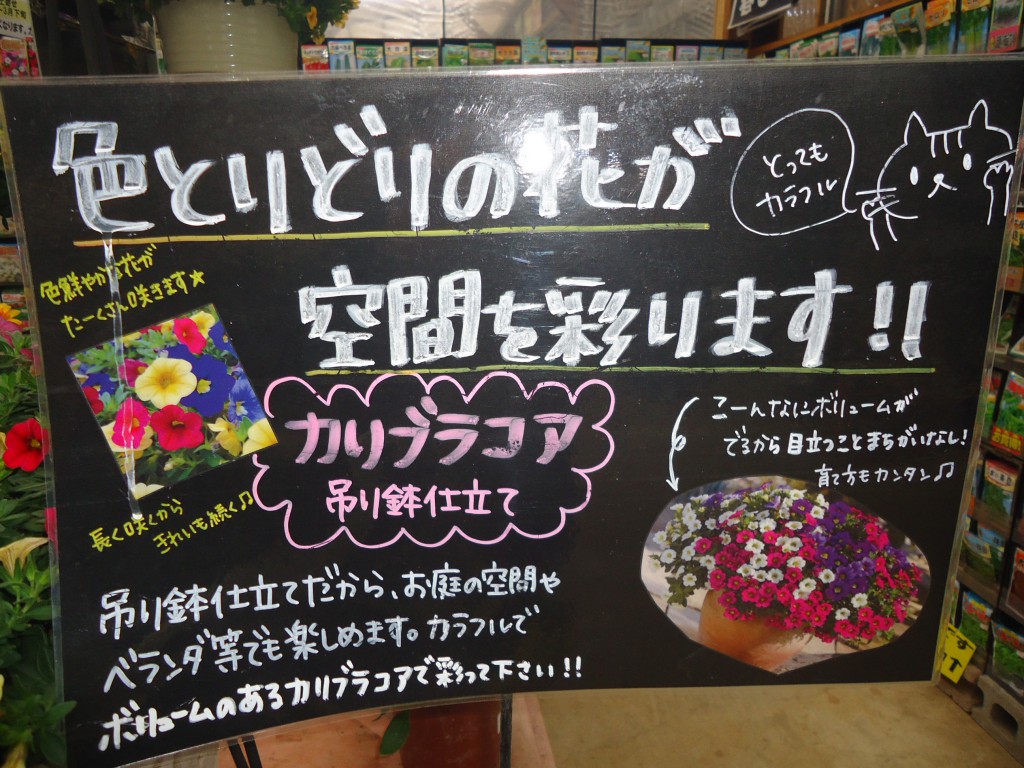 色とりどりの花が
とっても
カラフル
空間を彩ります!!
色鮮やかな花が
たーくさん咲きます★
カリブラコア
吊り鉢仕立て
こーんなにボリュームが
でるから目立つことまちがいなし!
育て方もカンタン♫
長く咲くから
きれいも続く♫
吊り鉢仕立てだから、お庭の空間や
ベランダ等でも楽しめます。カラフルで
ボリュームのあるカリブラコアで彩って下さい!!